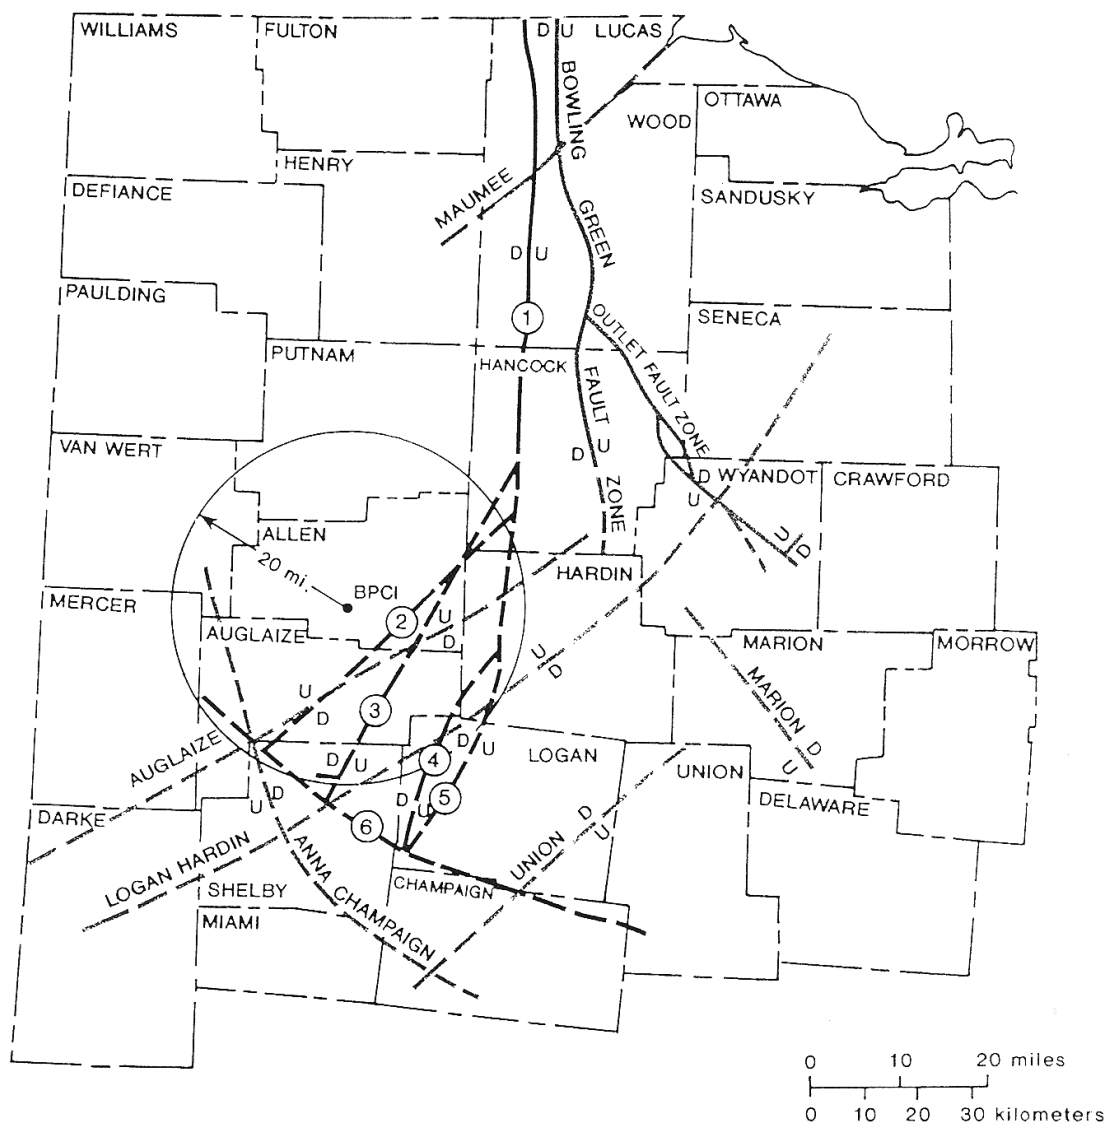 WILLIAMS
FULTON
D U
LUCAS
BOWLING
OTTAWA
WOOD
HENRY
DEFIANCE
MAUMEE
SANDUSKY
GREEN
D U
PAULDING
1
OUTLET FAULT ZONE
SENECA
PUTNAM
HANCOCK
FAULT
U
D
VAN WERT
D
U
WYANDOT
CRAWFORD
ZONE
ALLEN
U
D
20 mi.
BPCI
HARDIN
MERCER
2
U
D
AUGLAIZE
MARION
MORROW
U
D
U
D
MARION
D
U
3
AUGLAIZE
D U
D U
4
LOGAN
UNION
D
U
5
D
U
DELAWARE
DARKE
6
UNION
D
U
LOGAN HARDIN
ANNA CHAMPAIGN
SHELBY
CHAMPAIGN
MIAMI
0 10 20 miles
0 10 20 30 kilometers